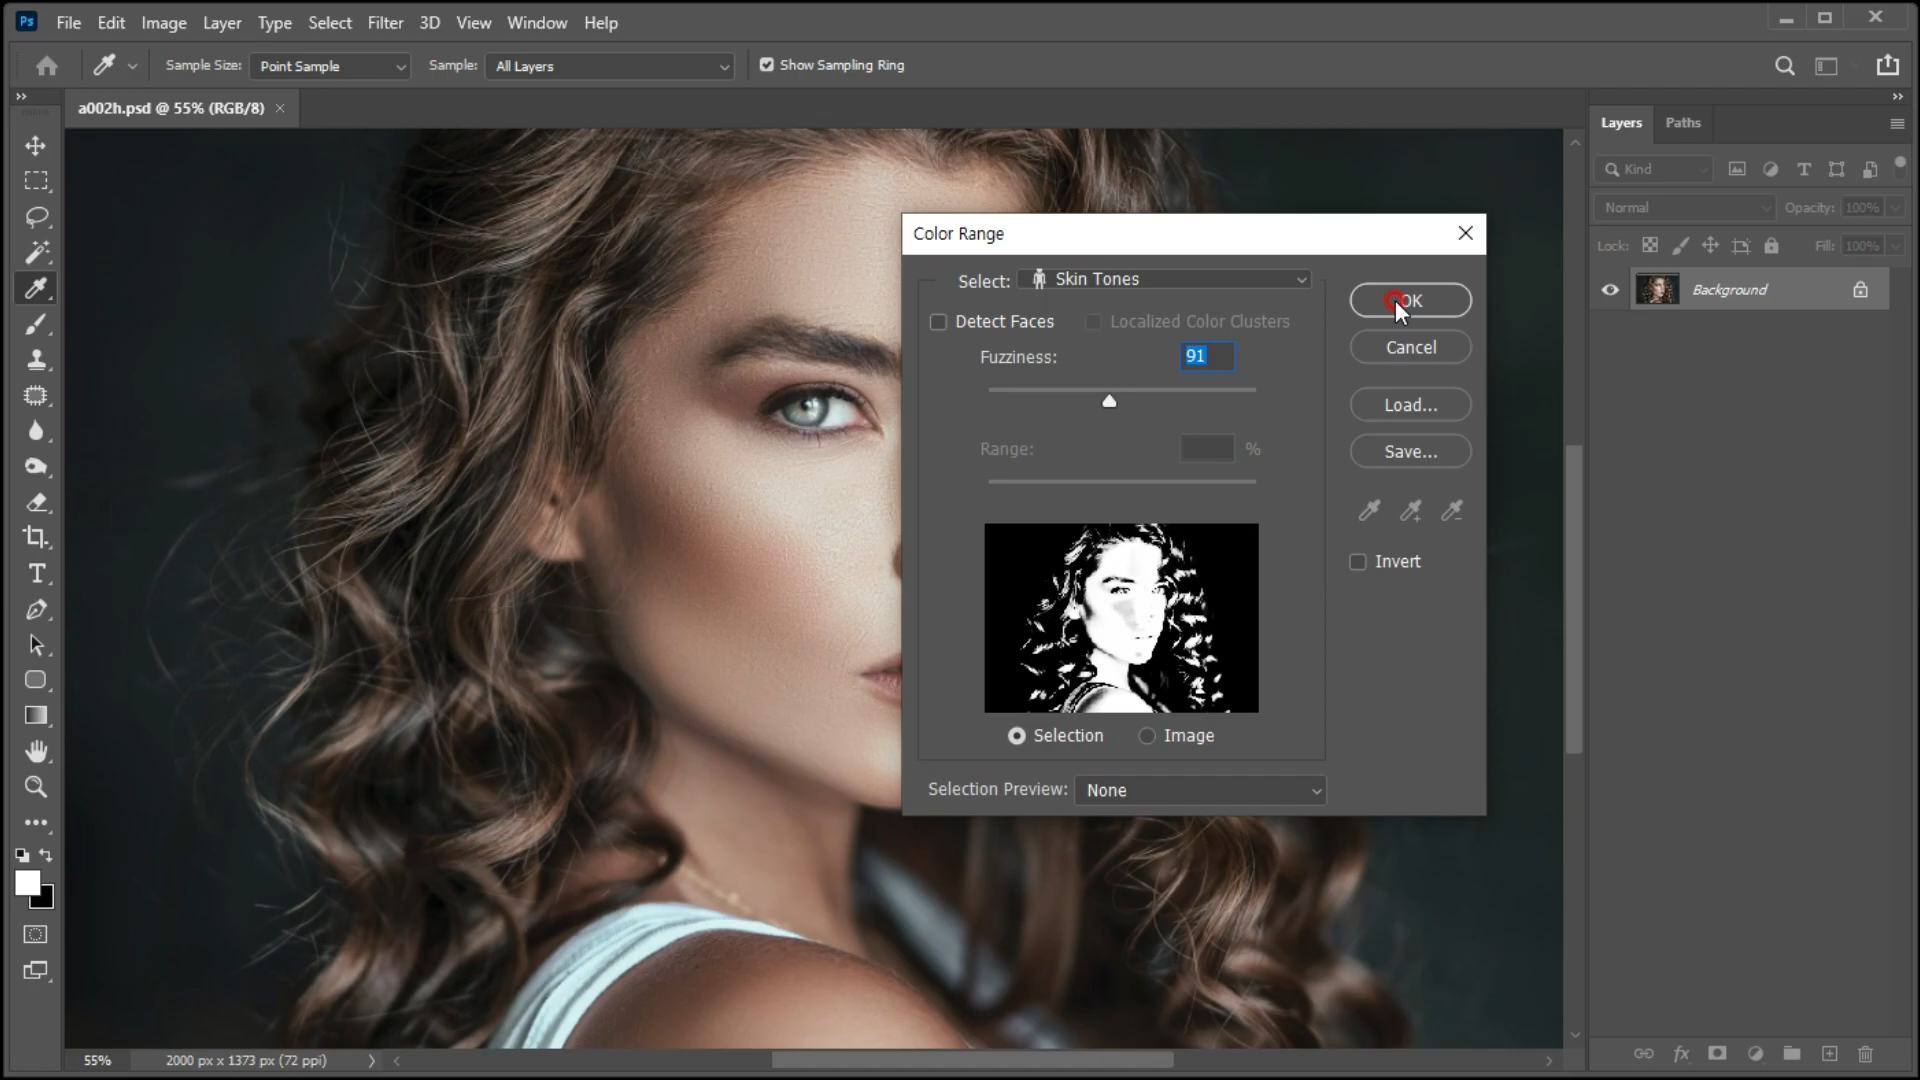 Ps File Edit Image Layer Type Select Filter 3D View Window Help
Sample Size: Point Sample Sample: All Layers Show Sampling Ring
a002h.psd @ 55% (RGB/8)
Layers Paths
Kind
Normal Opacity: 100%
Lock: Fill: 100%
Background
Color Range
Select: Skin Tones
OK
Detect Faces Localized Color Clusters
Cancel
Fuzziness: 91
Load...
Range: %
Save...
Invert
Selection Image
Selection Preview: None
55% 2000 px x 1373 px (72 ppi)